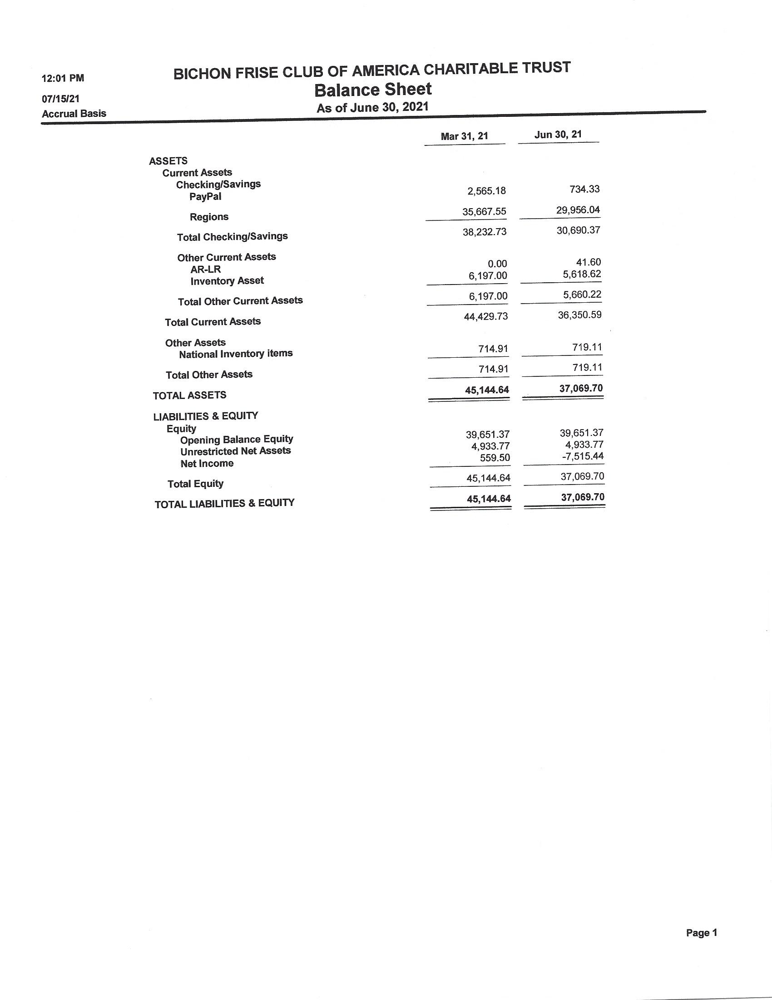 12:01 PM
07/15/21
Accrual Basis
BICHON FRISE CLUB OF AMERICA CHARITABLE TRUST
Balance Sheet
As of June 30, 2021
Mar 31, 21 Jun 30, 21
ASSETS
Current Assets
Checking/Savings
PayPal 2,565.18 734.33
Regions 35,667.55 29,956.04
Total Checking/Savings 38,232.73 30,690.37
Other Current Assets
AR-LR 0.00 41.60
Inventory Asset 6,197.00 5,618.62
Total Other Current Assets 6,197.00 5,660.22
Total Current Assets 44,429.73 36,350.59
Other Assets
National Inventory items 714.91 719.11
Total Other Assets 714.91 719.11
TOTAL ASSETS 45,144.64 37,069.70
LIABILITIES & EQUITY
Equity
Opening Balance Equity 39,651.37 39,651.37
Unrestricted Net Assets 4,933.77 4,933.77
Net Income 559.50 -7,515.44
Total Equity 45,144.64 37,069.70
TOTAL LIABILITIES & EQUITY 45,144.64 37,069.70
Page 1